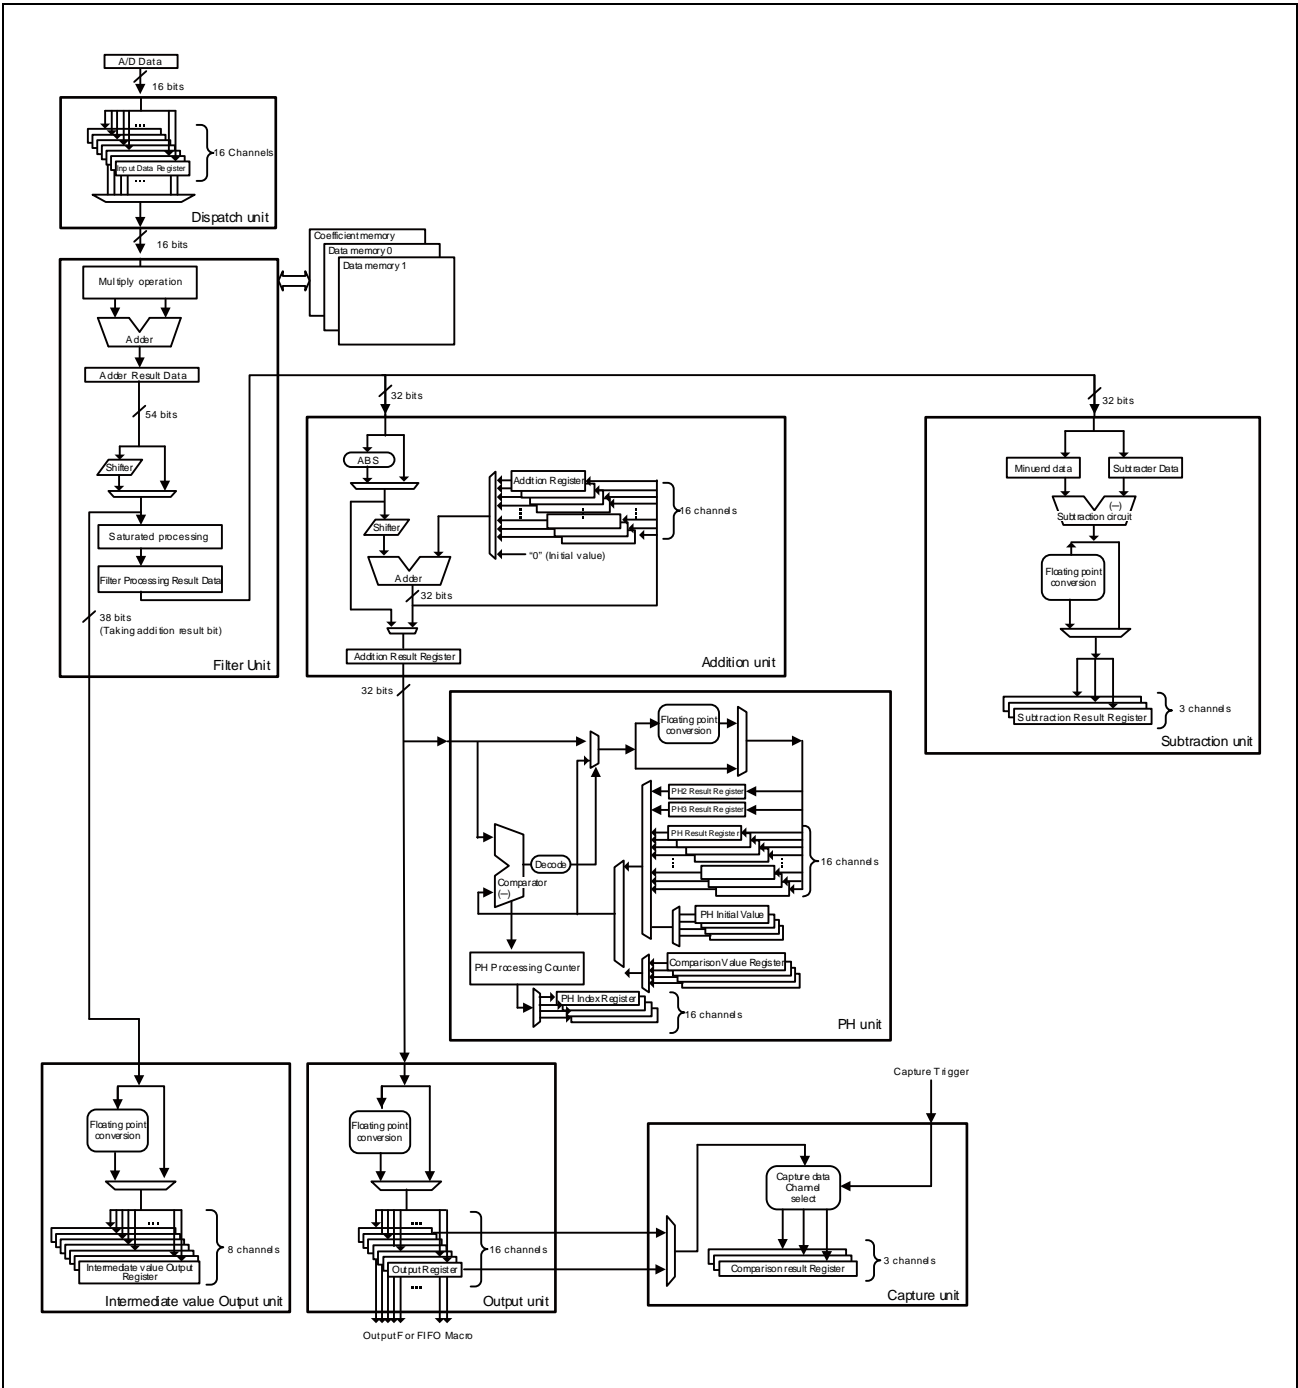 A/D Data
16 bits
...
16 Channels
Input Data Register
...
Dispatch unit
16 bits
Coefficient memory
Data memory 0
Data memory 1
Multiply operation
Adder
Adder Result Data
54 bits
Shifter
Saturated processing
Filter Processing Result Data
38 bits
(Taking addition result bit)
Filter Unit
32 bits
ABS
Addition Register
16 channels
Shifter
"0" (Initial value)
Adder
32 bits
Addition Result Register
Addition unit
32 bits
32 bits
Minuend data
Subtracter Data
(−)
Subtraction circuit
Floating point
conversion
Subtraction Result Register
3 channels
Subtraction unit
Floating point
conversion
PH2 Result Register
PH3 Result Register
PH Result Register
16 channels
Decode
Comparator
(−)
PH Initial Value
PH Processing Counter
Comparison Value Register
PH Index Register
16 channels
PH unit
Floating point
conversion
...
8 channels
Intermediate value Output
Register
Intermediate value Output unit
Floating point
conversion
...
16 channels
Output Register
...
Output unit
Output For FIFO Macro
Capture Trigger
Capture data
Channel
select
Comparison result Register
3 channels
Capture unit